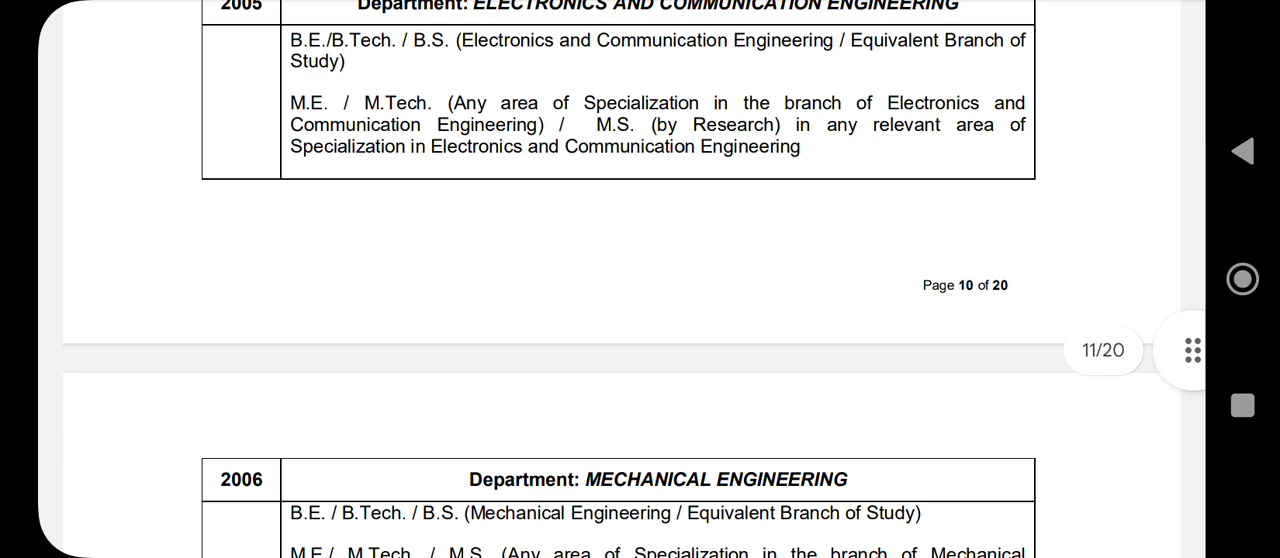 2005 Department: ELECTRONICS AND COMMUNICATION ENGINEERING
B.E./B.Tech. / B.S. (Electronics and Communication Engineering / Equivalent Branch of
Study)
M.E. / M.Tech. (Any area of Specialization in the branch of Electronics and
Communication Engineering) / M.S. (by Research) in any relevant area of
Specialization in Electronics and Communication Engineering
Page 10 of 20
11/20
2006 Department: MECHANICAL ENGINEERING
B.E. / B.Tech. / B.S. (Mechanical Engineering / Equivalent Branch of Study)
M.E./ M.Tech. / M.S. (Any area of Specialization in the branch of Mechanical